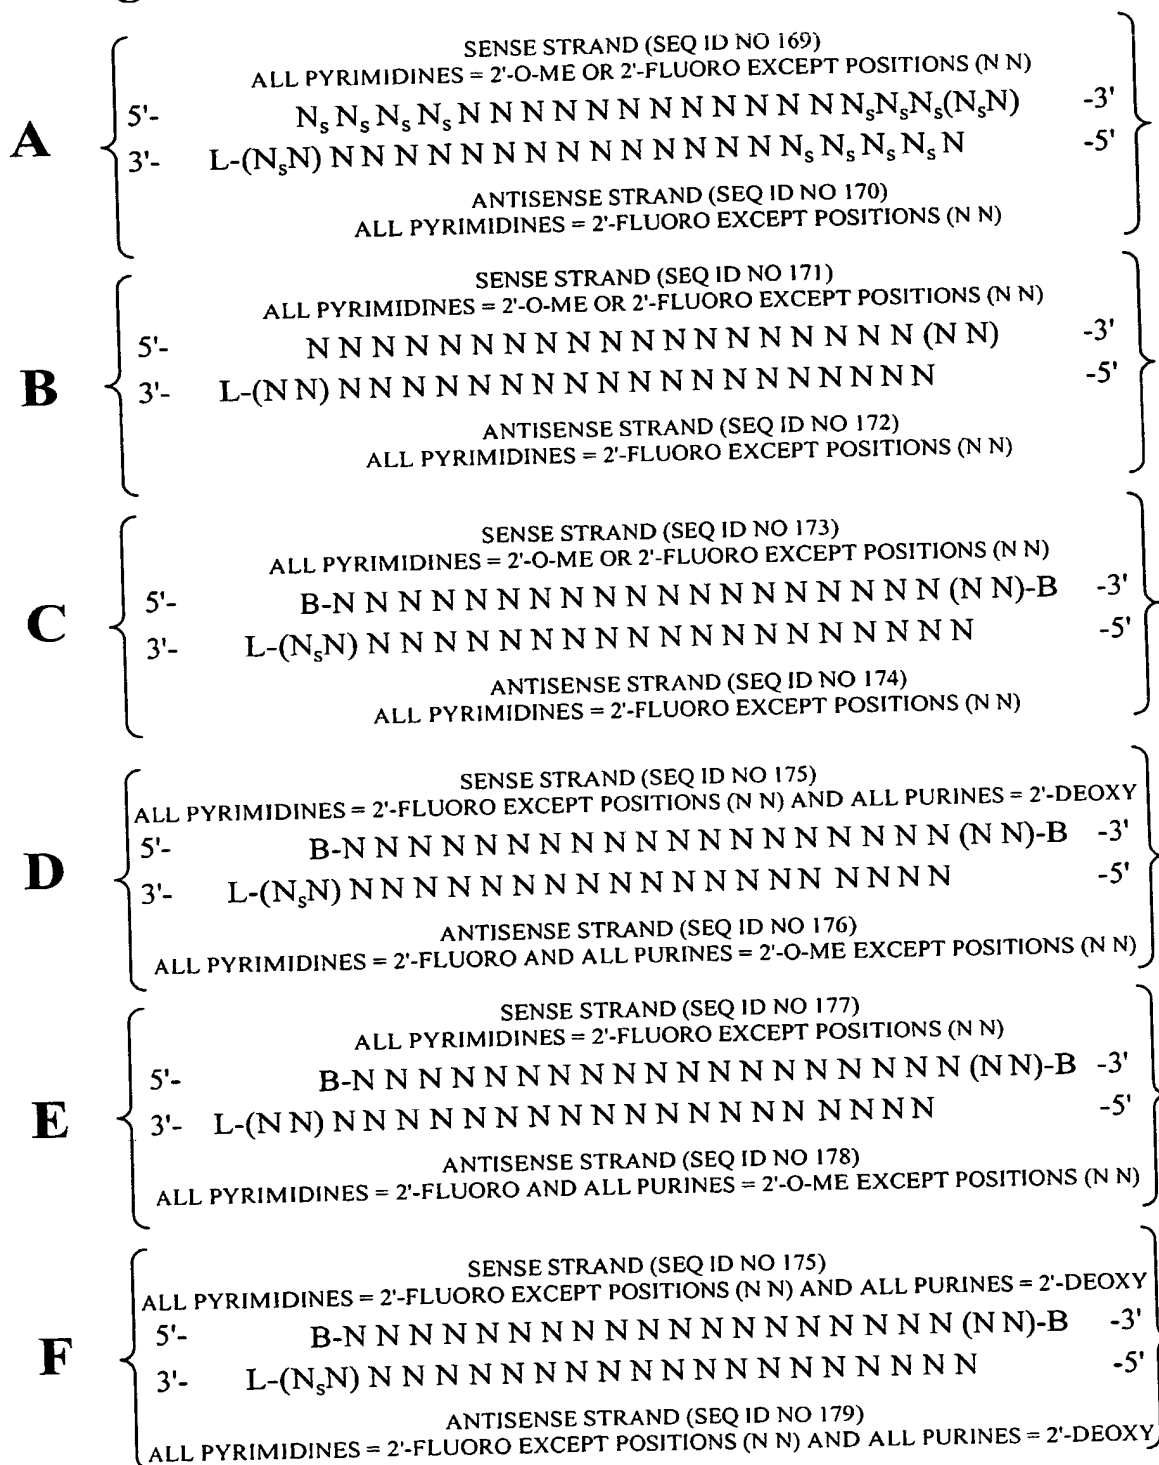 SENSE STRAND (SEQ ID NO 169)
ALL PYRIMIDINES = 2'-O-ME OR 2'-FLUORO EXCEPT POSITIONS (N N)
A
5'- NₛNₛNₛNₛN N N N N N N N N N N N NₛNₛNₛ(NₛN) -3'
3'- L-(NₛN) N N N N N N N N N N N N N N NₛNₛNₛNₛN -5'
ANTISENSE STRAND (SEQ ID NO 170)
ALL PYRIMIDINES = 2'-FLUORO EXCEPT POSITIONS (N N)
SENSE STRAND (SEQ ID NO 171)
ALL PYRIMIDINES = 2'-O-ME OR 2'-FLUORO EXCEPT POSITIONS (N N)
B
5'- N N N N N N N N N N N N N N N N N N N (N N) -3'
3'- L-(N N) N N N N N N N N N N N N N N N N N N N -5'
ANTISENSE STRAND (SEQ ID NO 172)
ALL PYRIMIDINES = 2'-FLUORO EXCEPT POSITIONS (N N)
SENSE STRAND (SEQ ID NO 173)
ALL PYRIMIDINES = 2'-O-ME OR 2'-FLUORO EXCEPT POSITIONS (N N)
C
5'- B-N N N N N N N N N N N N N N N N N N N (N N)-B -3'
3'- L-(NₛN) N N N N N N N N N N N N N N N N N N N -5'
ANTISENSE STRAND (SEQ ID NO 174)
ALL PYRIMIDINES = 2'-FLUORO EXCEPT POSITIONS (N N)
SENSE STRAND (SEQ ID NO 175)
ALL PYRIMIDINES = 2'-FLUORO EXCEPT POSITIONS (N N) AND ALL PURINES = 2'-DEOXY
D
5'- B-N N N N N N N N N N N N N N N N N N N (N N)-B -3'
3'- L-(NₛN) N N N N N N N N N N N N N N N N N N N -5'
ANTISENSE STRAND (SEQ ID NO 176)
ALL PYRIMIDINES = 2'-FLUORO AND ALL PURINES = 2'-O-ME EXCEPT POSITIONS (N N)
SENSE STRAND (SEQ ID NO 177)
ALL PYRIMIDINES = 2'-FLUORO EXCEPT POSITIONS (N N)
E
5'- B-N N N N N N N N N N N N N N N N N N N (N N)-B -3'
3'- L-(N N) N N N N N N N N N N N N N N N N N N N -5'
ANTISENSE STRAND (SEQ ID NO 178)
ALL PYRIMIDINES = 2'-FLUORO AND ALL PURINES = 2'-O-ME EXCEPT POSITIONS (N N)
SENSE STRAND (SEQ ID NO 175)
ALL PYRIMIDINES = 2'-FLUORO EXCEPT POSITIONS (N N) AND ALL PURINES = 2'-DEOXY
F
5'- B-N N N N N N N N N N N N N N N N N N N (N N)-B -3'
3'- L-(NₛN) N N N N N N N N N N N N N N N N N N N -5'
ANTISENSE STRAND (SEQ ID NO 179)
ALL PYRIMIDINES = 2'-FLUORO EXCEPT POSITIONS (N N) AND ALL PURINES = 2'-DEOXY